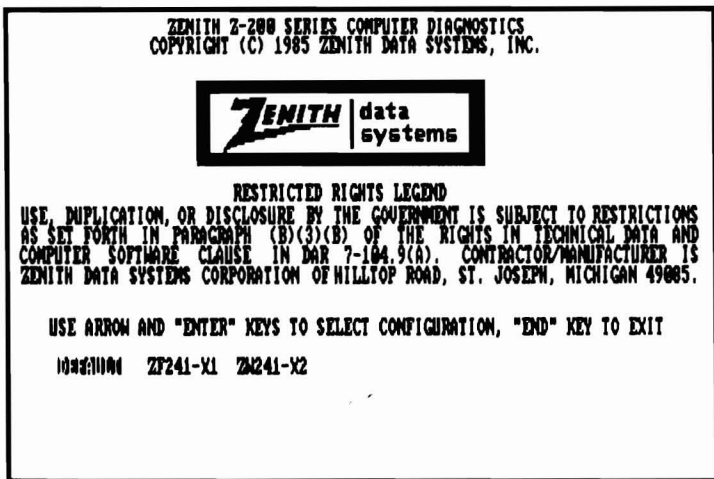 ZENITH Z-200 SERIES COMPUTER DIAGNOSTICS
COPYRIGHT (C) 1985 ZENITH DATA SYSTEMS, INC.
ZENITH data
systems
RESTRICTED RIGHTS LEGEND
USE, DUPLICATION, OR DISCLOSURE BY THE GOVERNMENT IS SUBJECT TO RESTRICTIONS
AS SET FORTH IN PARAGRAPH (B)(3)(B) OF THE RIGHTS IN TECHNICAL DATA AND
COMPUTER SOFTWARE CLAUSE IN DAR 7-104.9(A). CONTRACTOR/MANUFACTURER IS
ZENITH DATA SYSTEMS CORPORATION OF HILLTOP ROAD, ST. JOSEPH, MICHIGAN 49085.
USE ARROW AND "ENTER" KEYS TO SELECT CONFIGURATION, "END" KEY TO EXIT
ZF241-X1 ZW241-X2